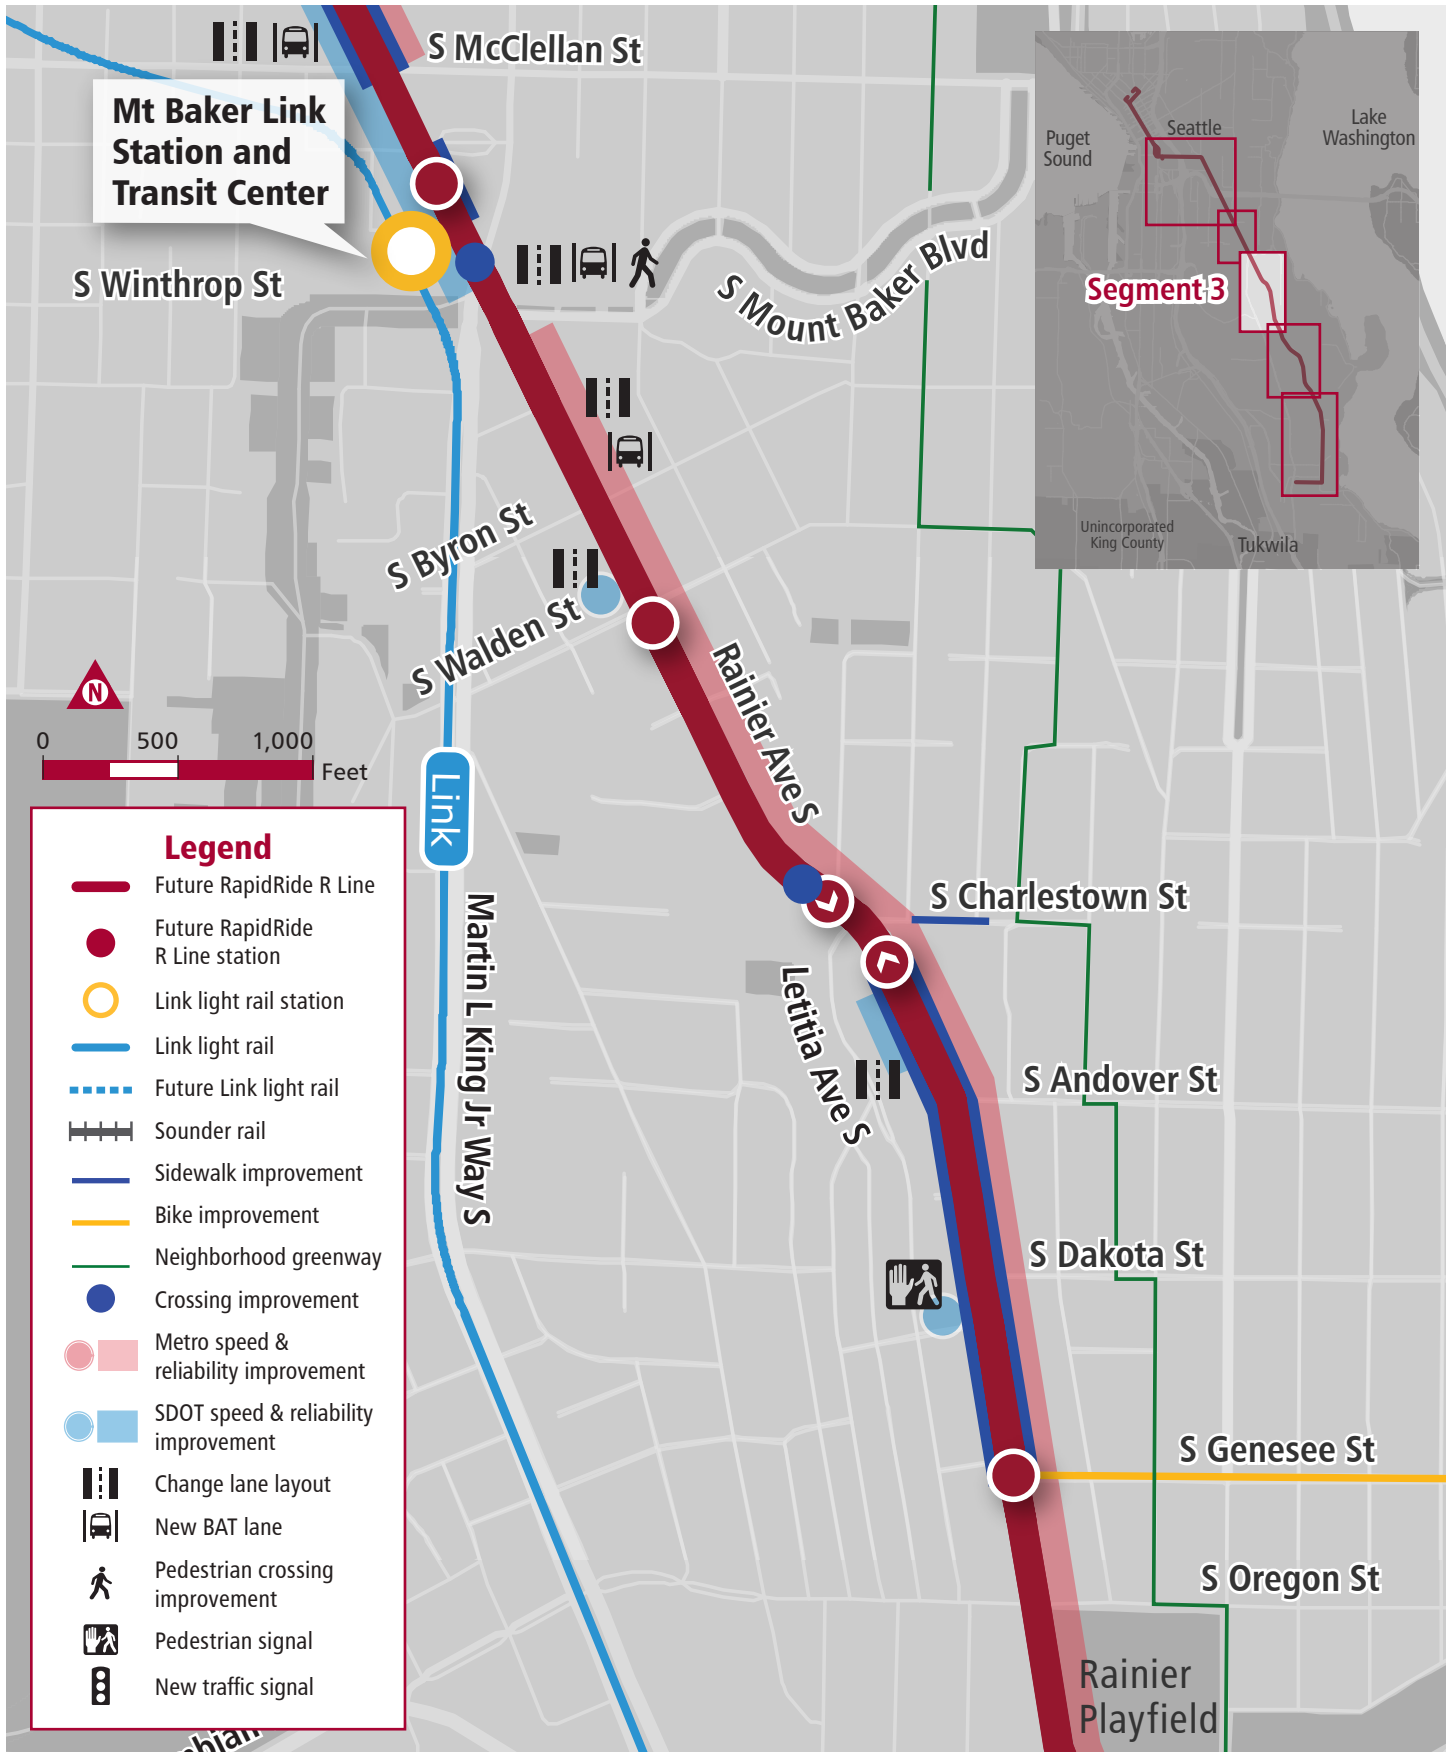 S McClellan St
Mt Baker Link
Station and
Transit Center
S Winthrop St
S Mount Baker Blvd
Puget
Sound
Seattle
Lake
Washington
Segment 3
Unincorporated
King County
Tukwila
S Byron St
S Walden St
Rainier Ave S
N
0 500 1,000
Feet
Link
Martin L King Jr Way S
S Charlestown St
Letitia Ave S
S Andover St
S Dakota St
S Genesee St
S Oregon St
Rainier
Playfield
Legend
Future RapidRide R Line
Future RapidRide
R Line station
Link light rail station
Link light rail
Future Link light rail
Sounder rail
Sidewalk improvement
Bike improvement
Neighborhood greenway
Crossing improvement
Metro speed &
reliability improvement
SDOT speed & reliability
improvement
Change lane layout
New BAT lane
Pedestrian crossing
improvement
Pedestrian signal
New traffic signal